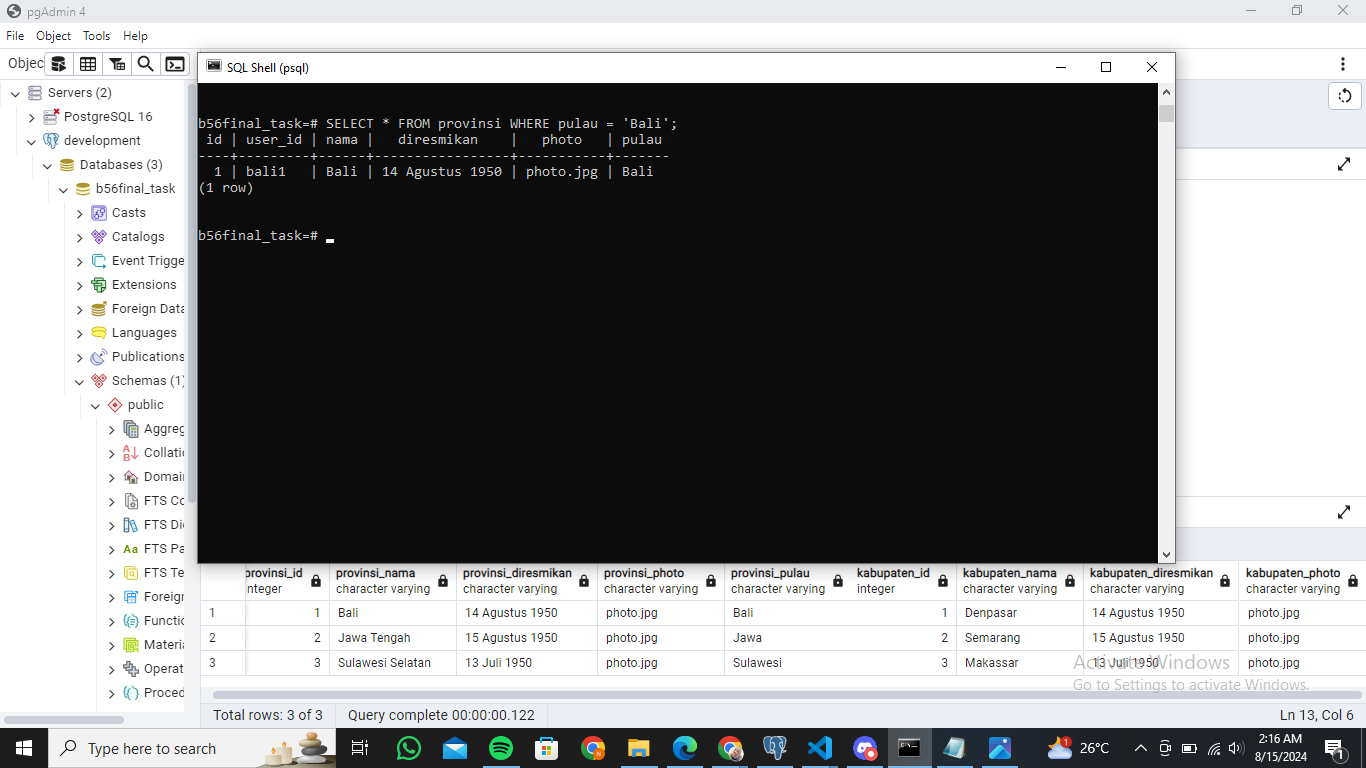 pgAdmin 4
File Object Tools Help
Objec
SQL Shell (psql)
Servers (2)
PostgreSQL 16
development
Databases (3)
b56final_task
Casts
Catalogs
Event Trigge
Extensions
Foreign Data
Languages
Publications
Schemas (1)
public
Aggreg
Collatio
Domai
FTS Co
FTS Di
Aa FTS Pa
FTS Te
Foreign
Functio
Materia
Operat
Proced
b56final_task=# SELECT * FROM provinsi WHERE pulau = 'Bali';
id | user_id | nama | diresmikan | photo | pulau
----+---------+------+-----------------+-----------+-------
1 | bali1 | Bali | 14 Agustus 1950 | photo.jpg | Bali
(1 row)
b56final_task=#
provinsi_id provinsi_nama provinsi_diresmikan provinsi_photo provinsi_pulau kabupaten_id kabupaten_nama kabupaten_diresmikan kabupaten_photo
integer character varying character varying character varying character varying integer character varying character varying character varying
1 1 Bali 14 Agustus 1950 photo.jpg Bali 1 Denpasar 14 Agustus 1950 photo.jpg
2 2 Jawa Tengah 15 Agustus 1950 photo.jpg Jawa 2 Semarang 15 Agustus 1950 photo.jpg
3 3 Sulawesi Selatan 13 Juli 1950 photo.jpg Sulawesi 3 Makassar 13 Juli 1950 photo.jpg
Activate Windows
Go to Settings to activate Windows.
Total rows: 3 of 3 Query complete 00:00:00.122 Ln 13, Col 6
Type here to search
1 26°C
2:16 AM
8/15/2024
1